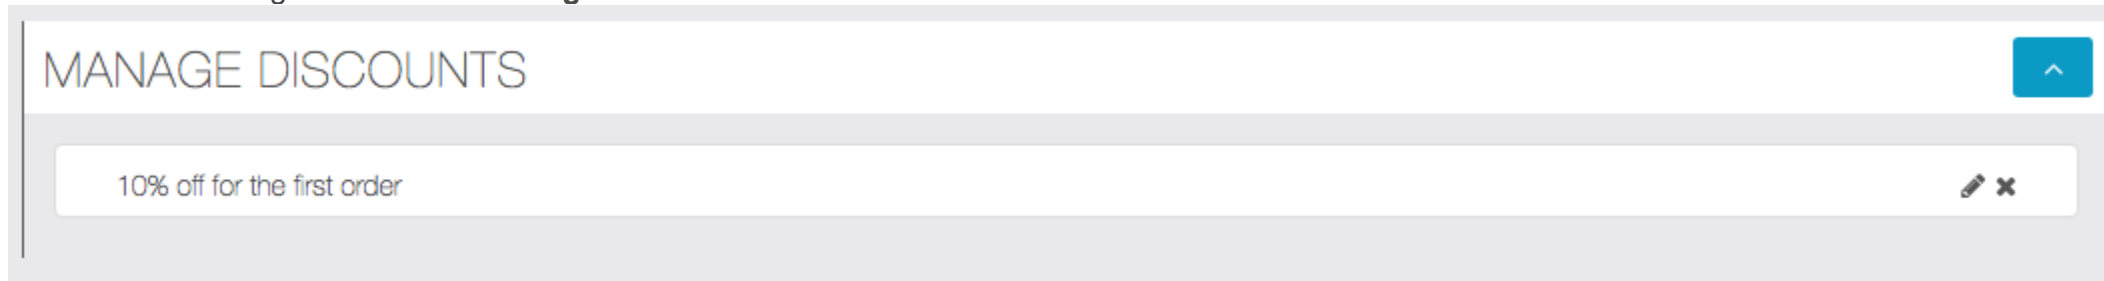 MANAGE DISCOUNTS
10% off for the first order